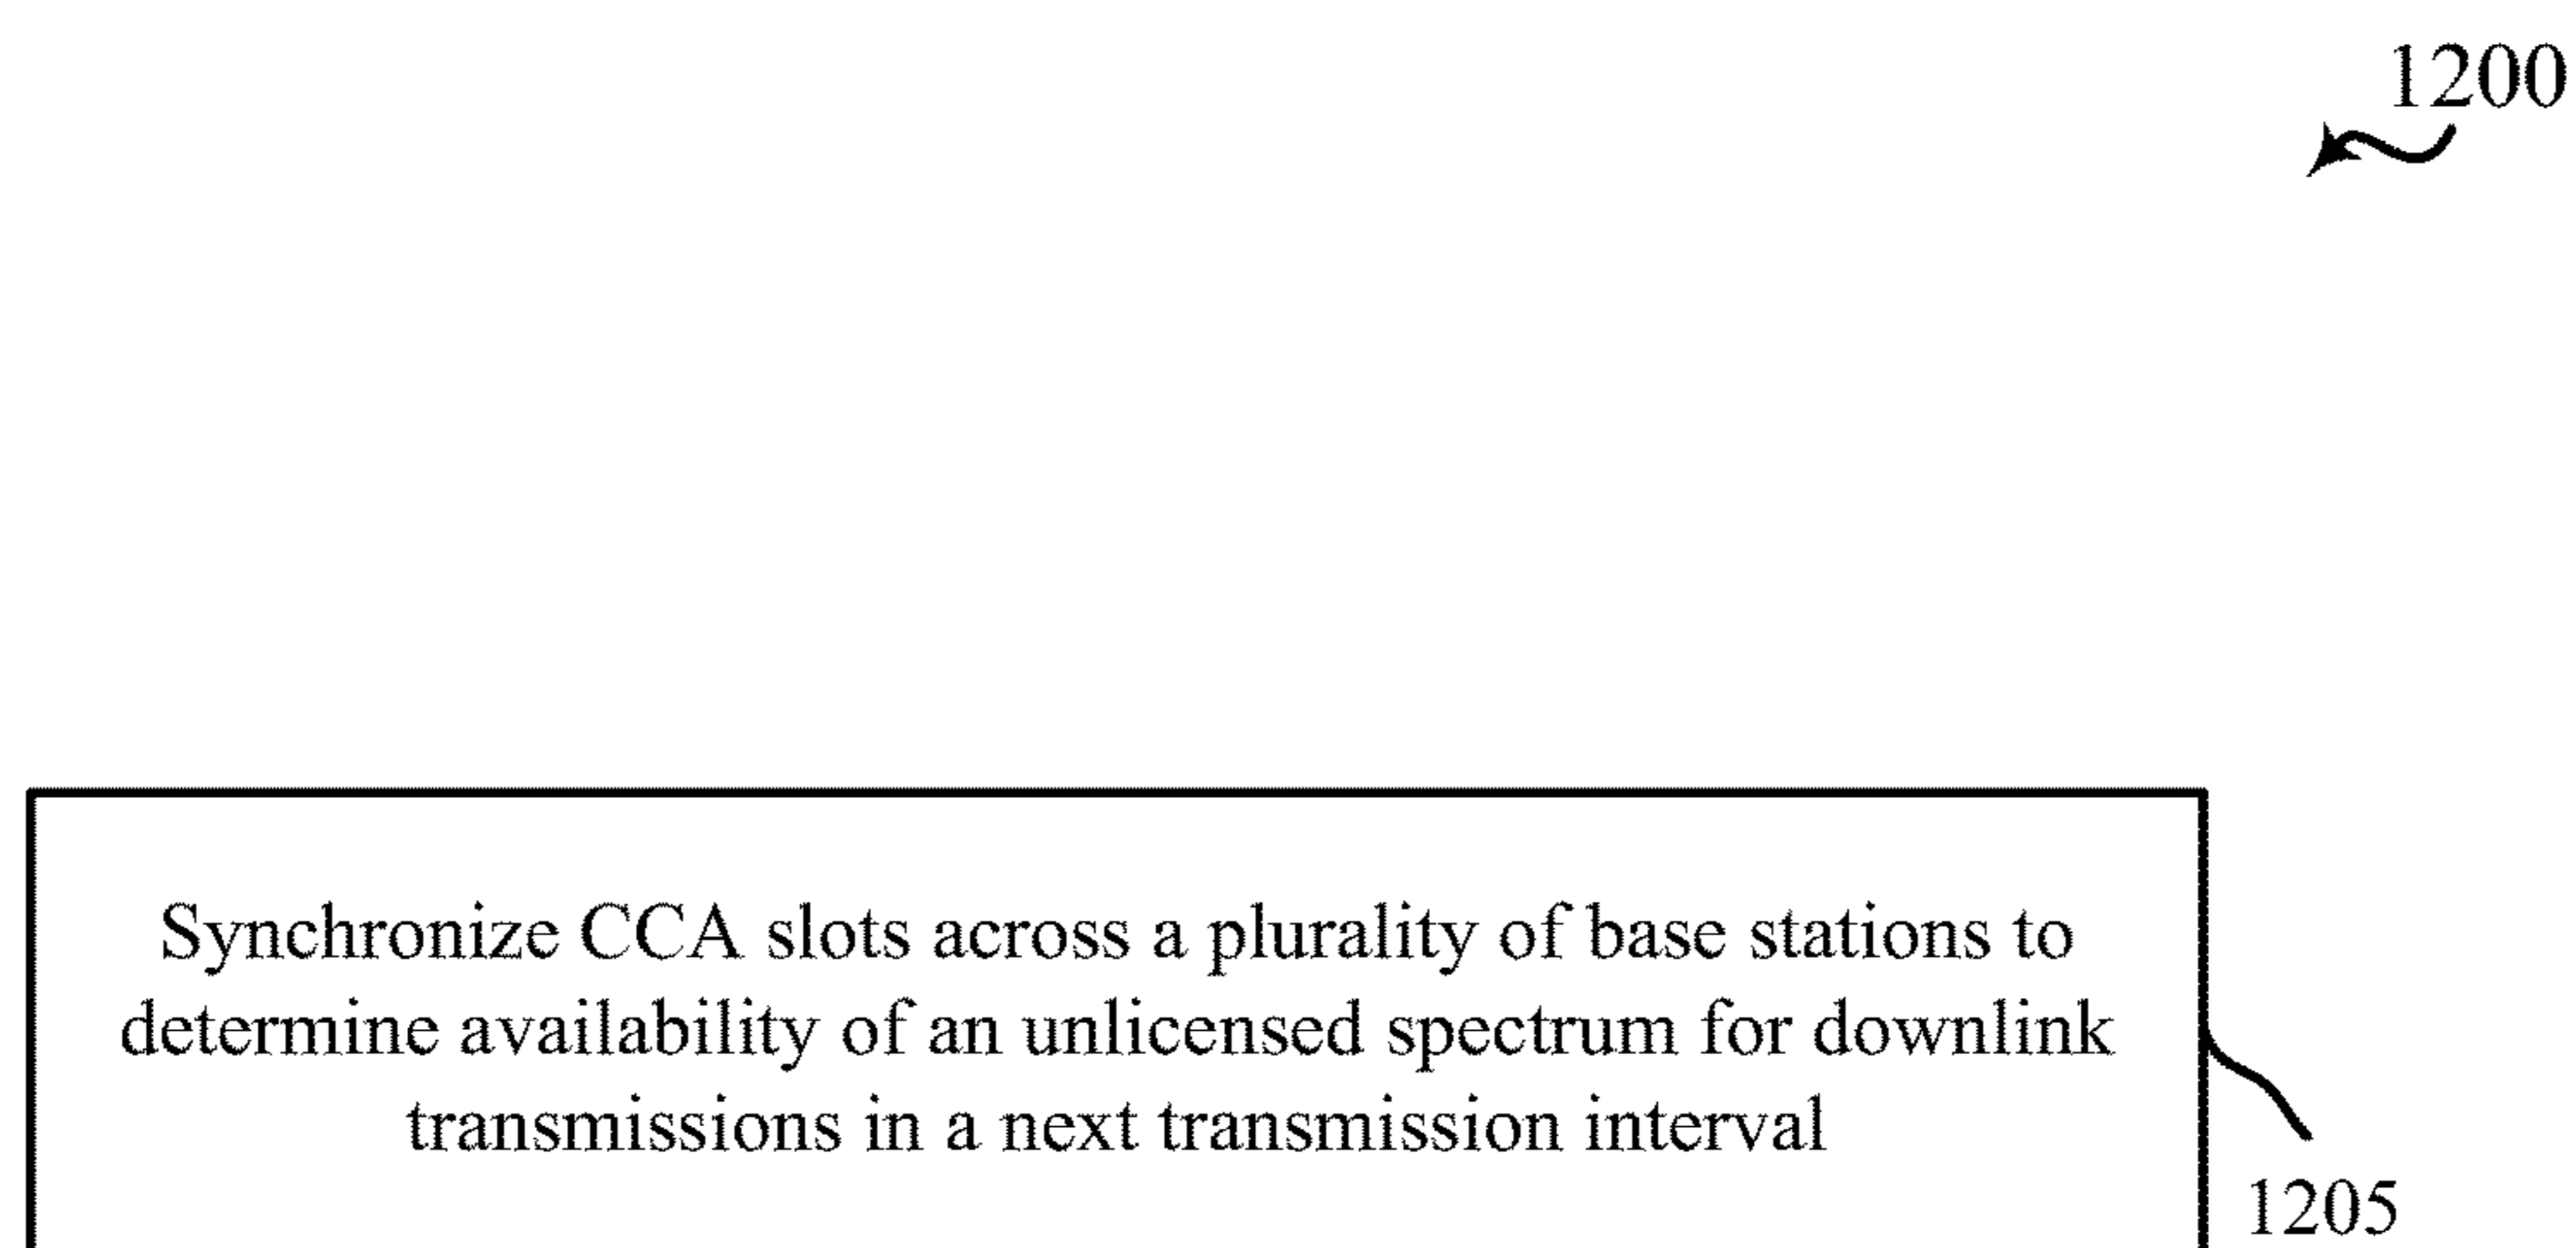 1200
Synchronize CCA slots across a plurality of base stations to
determine availability of an unlicensed spectrum for downlink
transmissions in a next transmission interval
1205